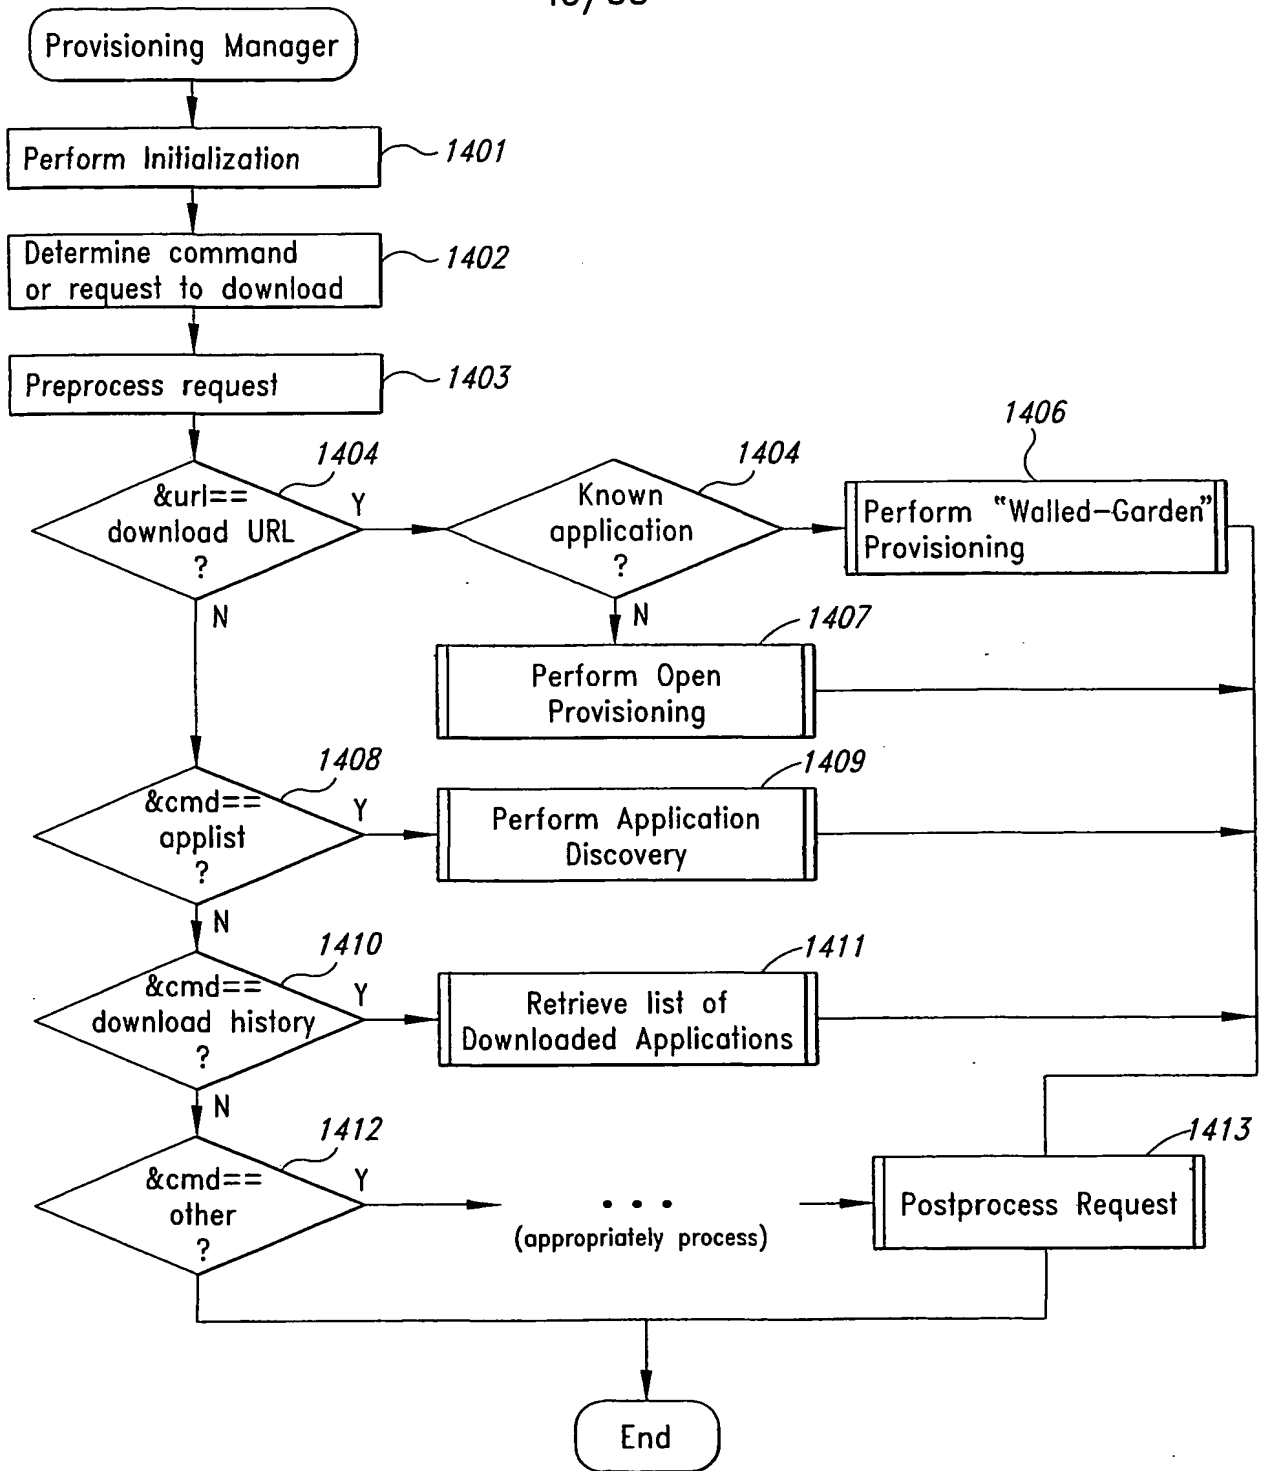 Provisioning Manager
Perform Initialization
1401
Determine command
or request to download
1402
Preprocess request
1403
&url==
download URL
?
1404
Y
N
Known
application
?
1404
N
1406
Perform "Walled-Garden"
Provisioning
1407
Perform Open
Provisioning
&cmd==
applist
?
1408
Y
N
1409
Perform Application
Discovery
&cmd==
download history
?
1410
Y
N
1411
Retrieve list of
Downloaded Applications
&cmd==
other
?
1412
Y
• • •
(appropriately process)
1413
Postprocess Request
End